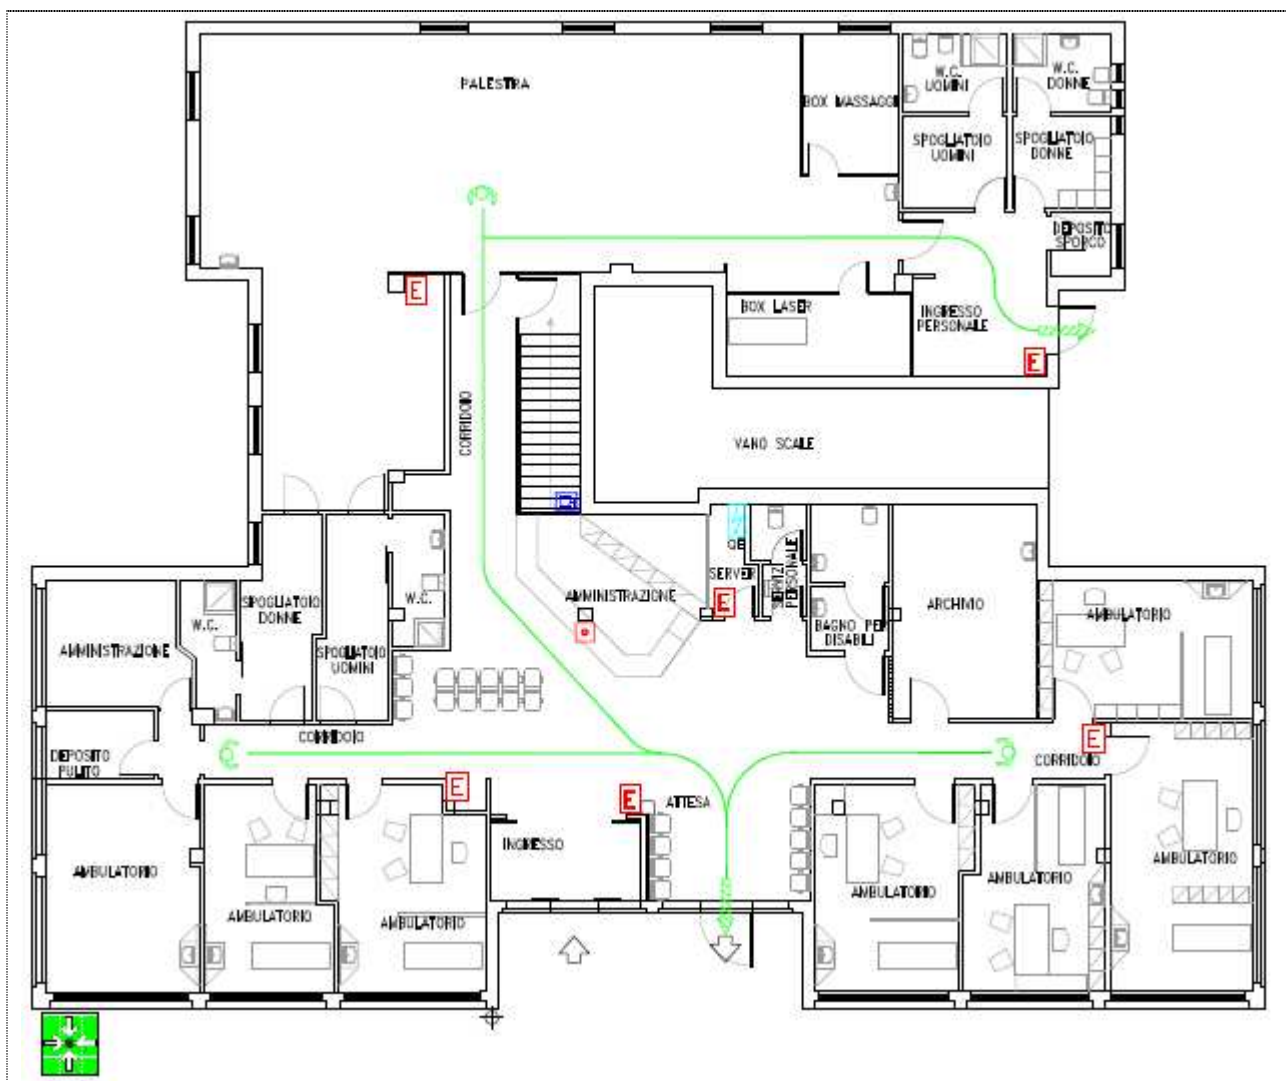 PALESTRA
BOX MASSAGGI
W.C.
UOMINI
W.C.
DONNE
SPOGLIATOIO
UOMINI
SPOGLIATOIO
DONNE
DEPOSITO
SPORCO
E
BOX LASER
INGRESSO
PERSONALE
E
CORRIDOIO
VANO SCALE
QE
SERVER
SERVIZI
PERSONALE
E
AMMINISTRAZIONE
BAGNO PER
DISABILI
ARCHIVIO
AMBULATORIO
AMMINISTRAZIONE
W.C.
SPOGLIATOIO
DONNE
SPOGLIATOIO
UOMINI
W.C.
CORRIDOIO
DEPOSITO
PULITO
E
CORRIDOIO
E
E
ATTESA
INGRESSO
AMBULATORIO
AMBULATORIO
AMBULATORIO
AMBULATORIO
AMBULATORIO
AMBULATORIO